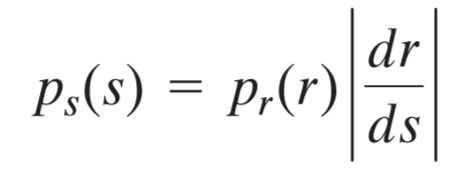 p_s(s) = p_r(r) |dr/ds|